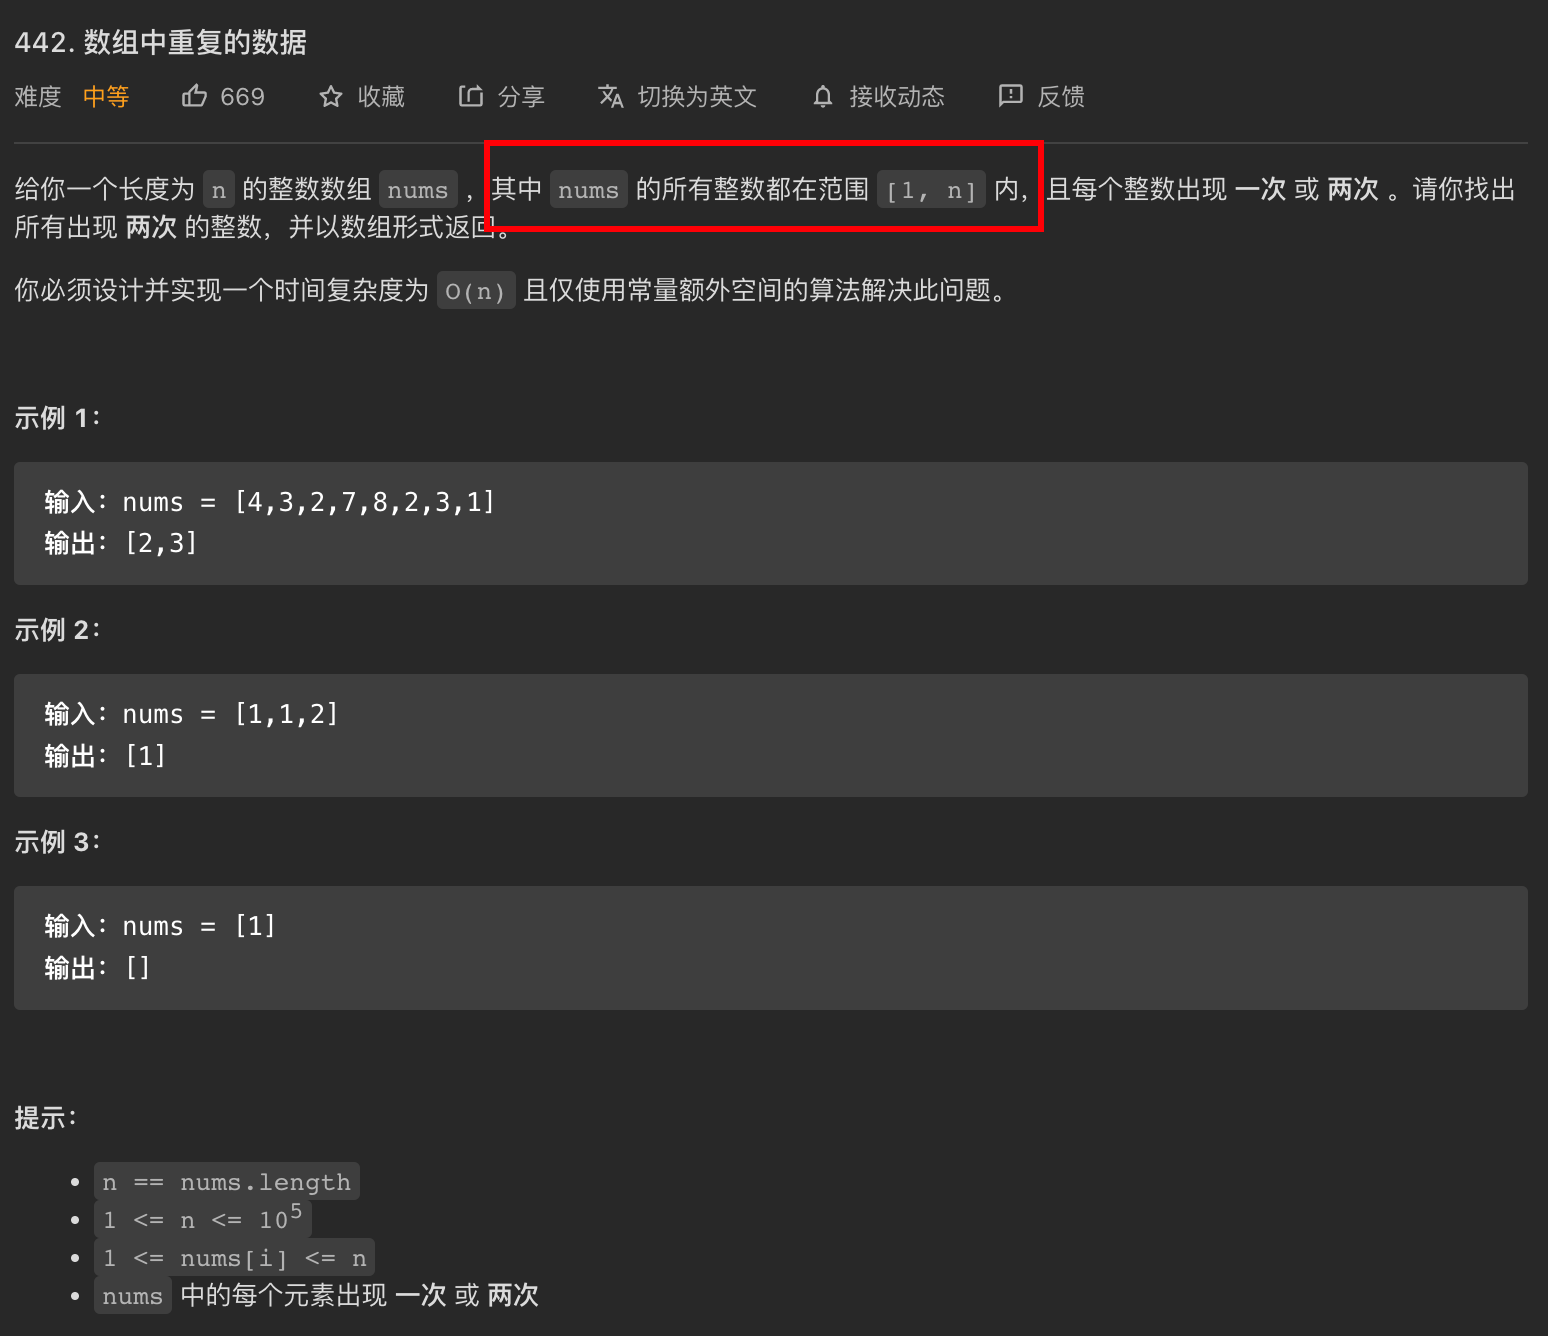 442. 数组中重复的数据
难度 中等 669 收藏 分享 切换为英文 接收动态 反馈
给你一个长度为 n 的整数数组 nums ，其中 nums 的所有整数都在范围 [1, n] 内，且每个整数出现 一次 或 两次 。请你找出
所有出现 两次 的整数，并以数组形式返回。
你必须设计并实现一个时间复杂度为 O(n) 且仅使用常量额外空间的算法解决此问题。
示例 1：
输入：nums = [4,3,2,7,8,2,3,1]
输出：[2,3]
示例 2：
输入：nums = [1,1,2]
输出：[1]
示例 3：
输入：nums = [1]
输出：[]
提示：
• n == nums.length
• 1 <= n <= 10⁵
• 1 <= nums[i] <= n
• nums 中的每个元素出现 一次 或 两次